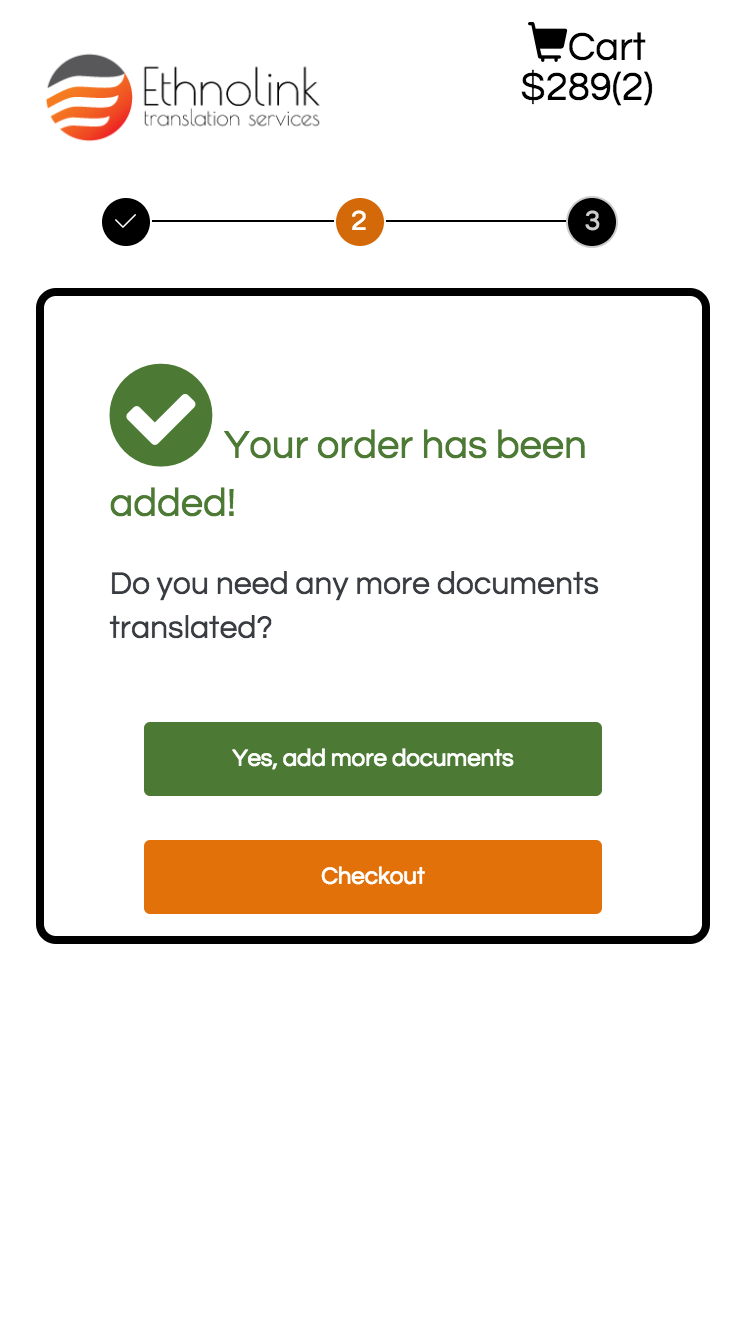 Cart
$289(2)
Ethnolink
translation services
2
3
Your order has been
added!
Do you need any more documents
translated?
Yes, add more documents
Checkout